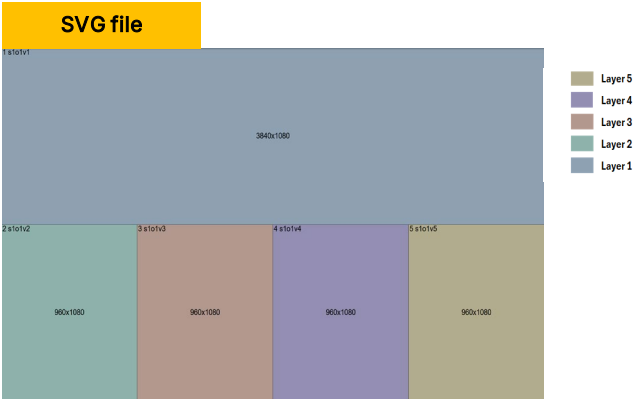 SVG file
1 s1o1v1
3840x1080
Layer 5
Layer 4
Layer 3
Layer 2
Layer 1
2 s1o1v2
3 s1o1v3
4 s1o1v4
5 s1o1v5
960x1080
960x1080
960x1080
960x1080